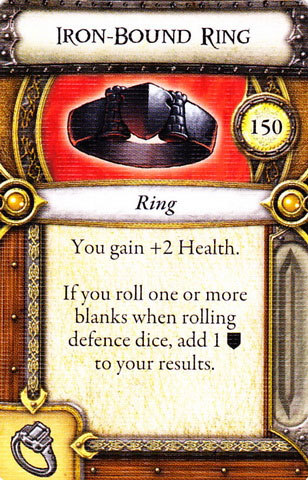 Iron-Bound Ring
150
Ring
You gain +2 Health.
If you roll one or more
blanks when rolling
defence dice, add 1
to your results.